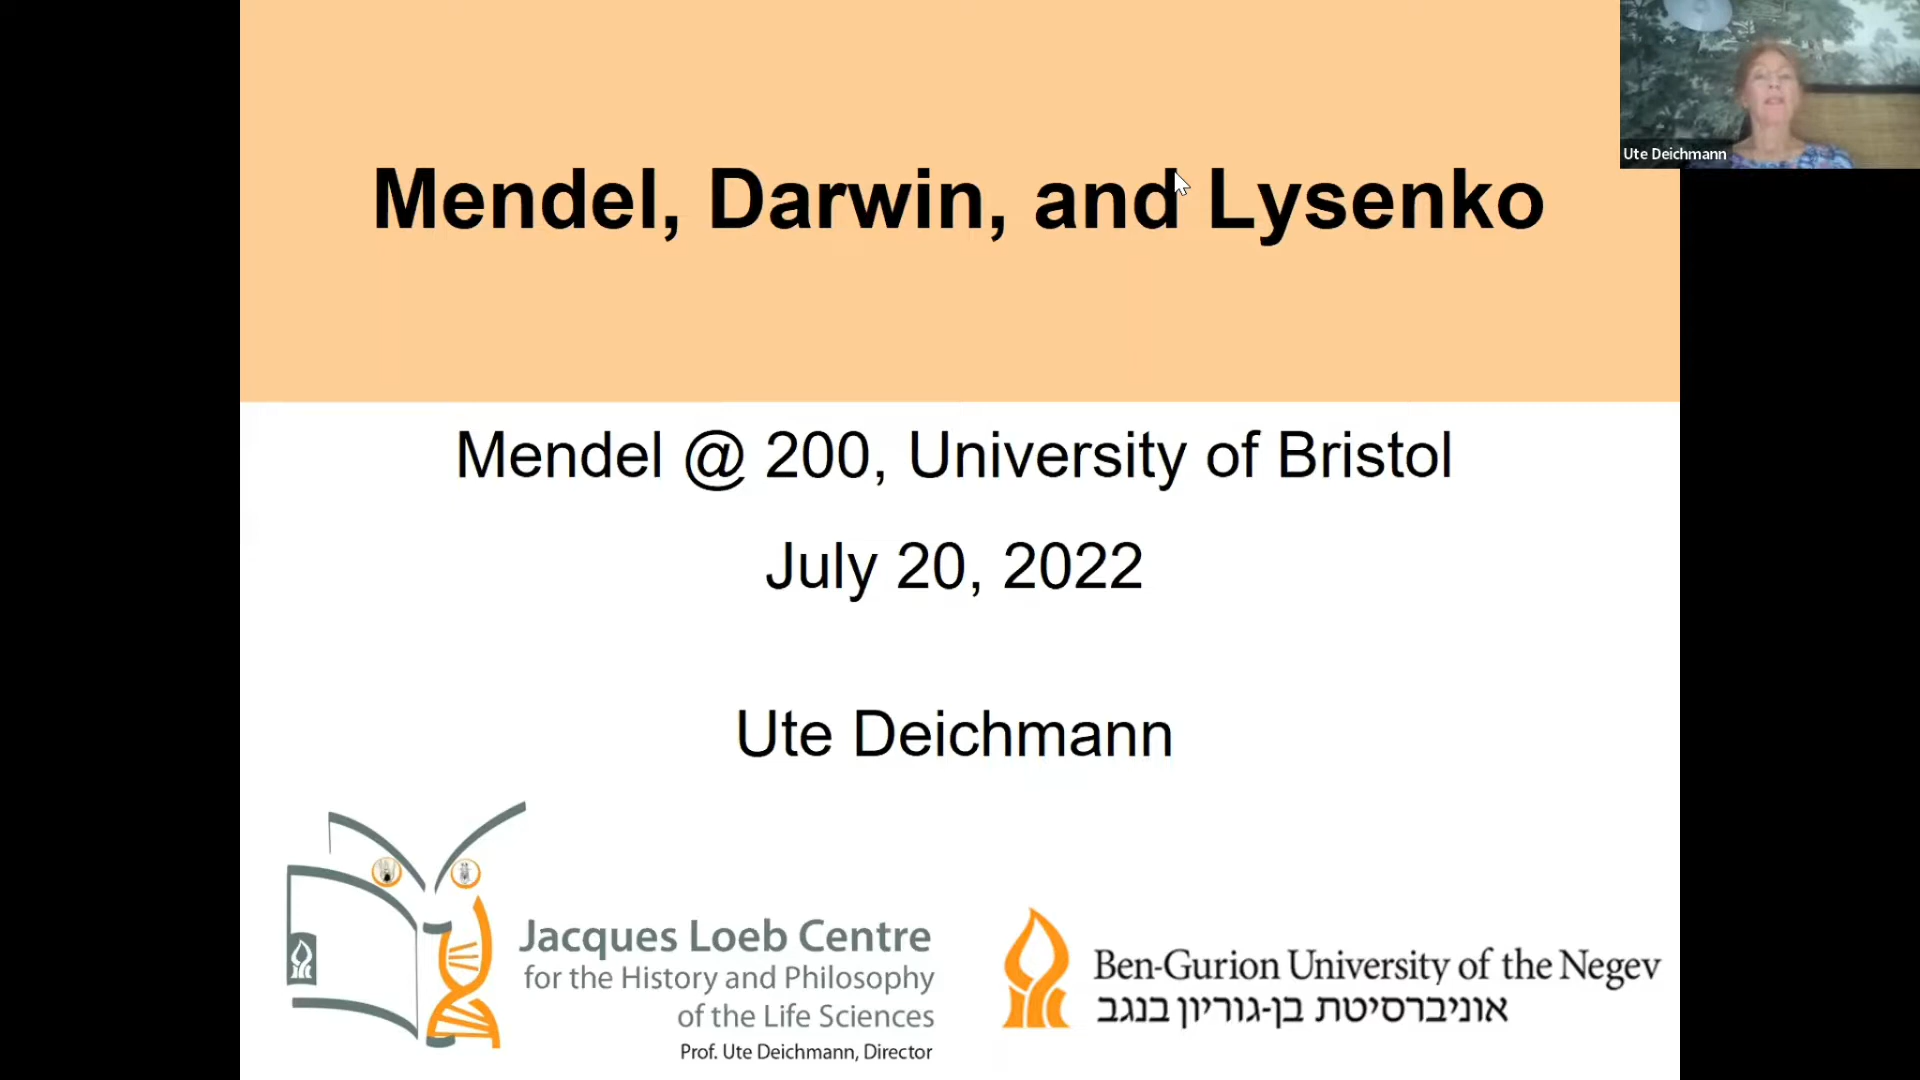 Mendel, Darwin, and Lysenko
Ute Deichmann
Mendel @ 200, University of Bristol
July 20, 2022
Ute Deichmann
Jacques Loeb Centre
for the History and Philosophy
of the Life Sciences
Prof. Ute Deichmann, Director
Ben-Gurion University of the Negev
אוניברסיטת בן-גוריון בנגב